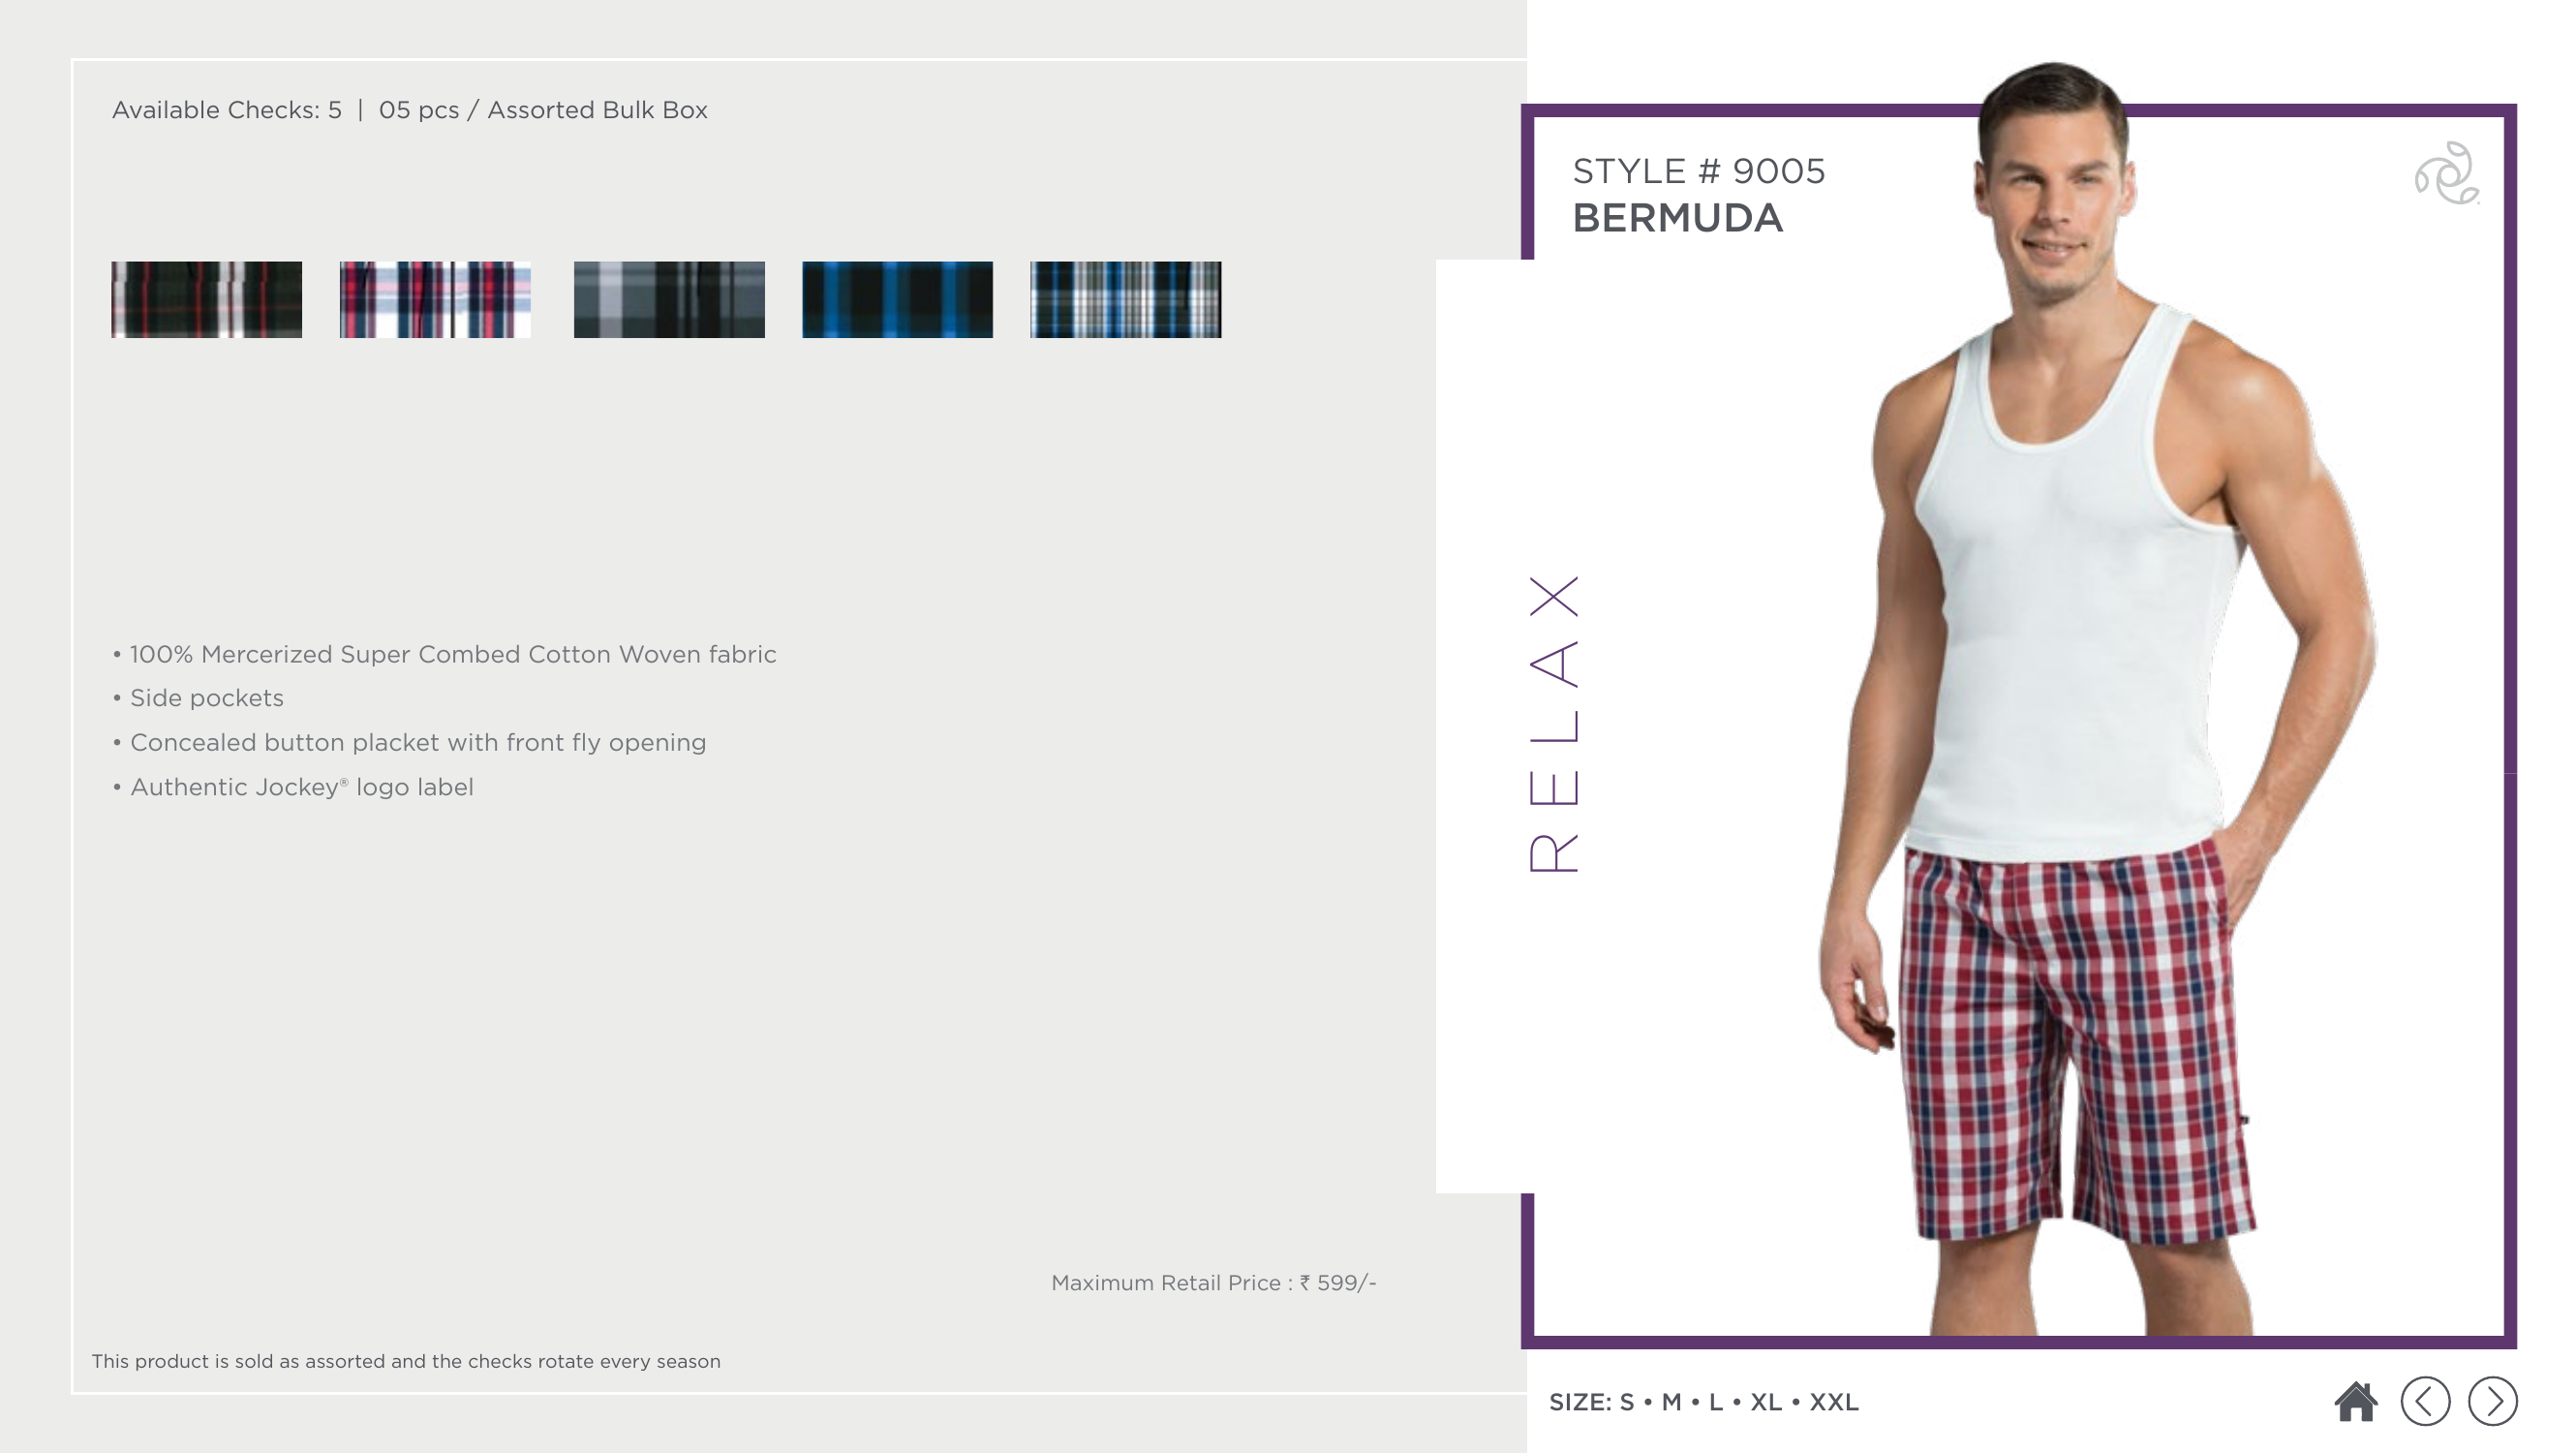 Available Checks: 5 | 05 pcs / Assorted Bulk Box
• 100% Mercerized Super Combed Cotton Woven fabric
• Side pockets
• Concealed button placket with front fly opening
• Authentic Jockey® logo label
Maximum Retail Price : ₹ 599/-
This product is sold as assorted and the checks rotate every season
STYLE # 9005
BERMUDA
RELAX
SIZE: S • M • L • XL • XXL